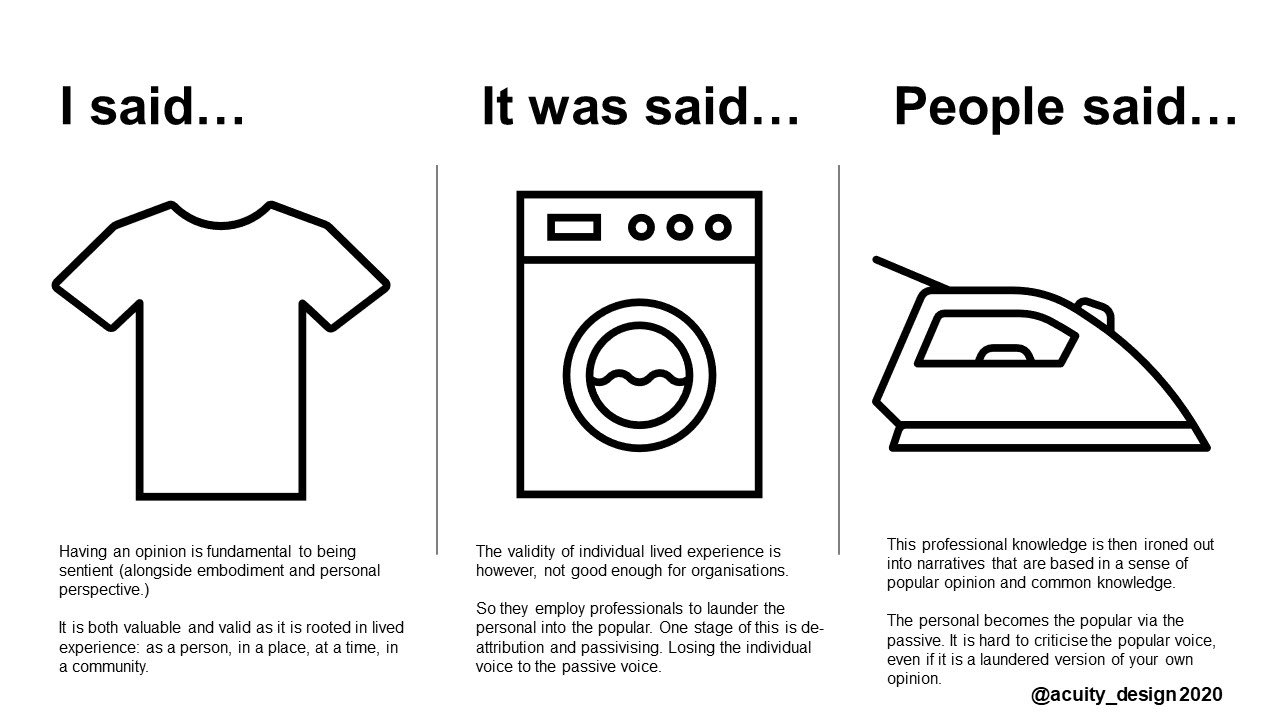 I said…
Having an opinion is fundamental to being
sentient (alongside embodiment and personal
perspective.)
It is both valuable and valid as it is rooted in lived
experience: as a person, in a place, at a time, in
a community.
It was said…
The validity of individual lived experience is
however, not good enough for organisations.
So they employ professionals to launder the
personal into the popular. One stage of this is de-
attribution and passivising. Losing the individual
voice to the passive voice.
People said…
This professional knowledge is then ironed out
into narratives that are based in a sense of
popular opinion and common knowledge.
The personal becomes the popular via the
passive. It is hard to criticise the popular voice,
even if it is a laundered version of your own
opinion.
@acuity_design 2020